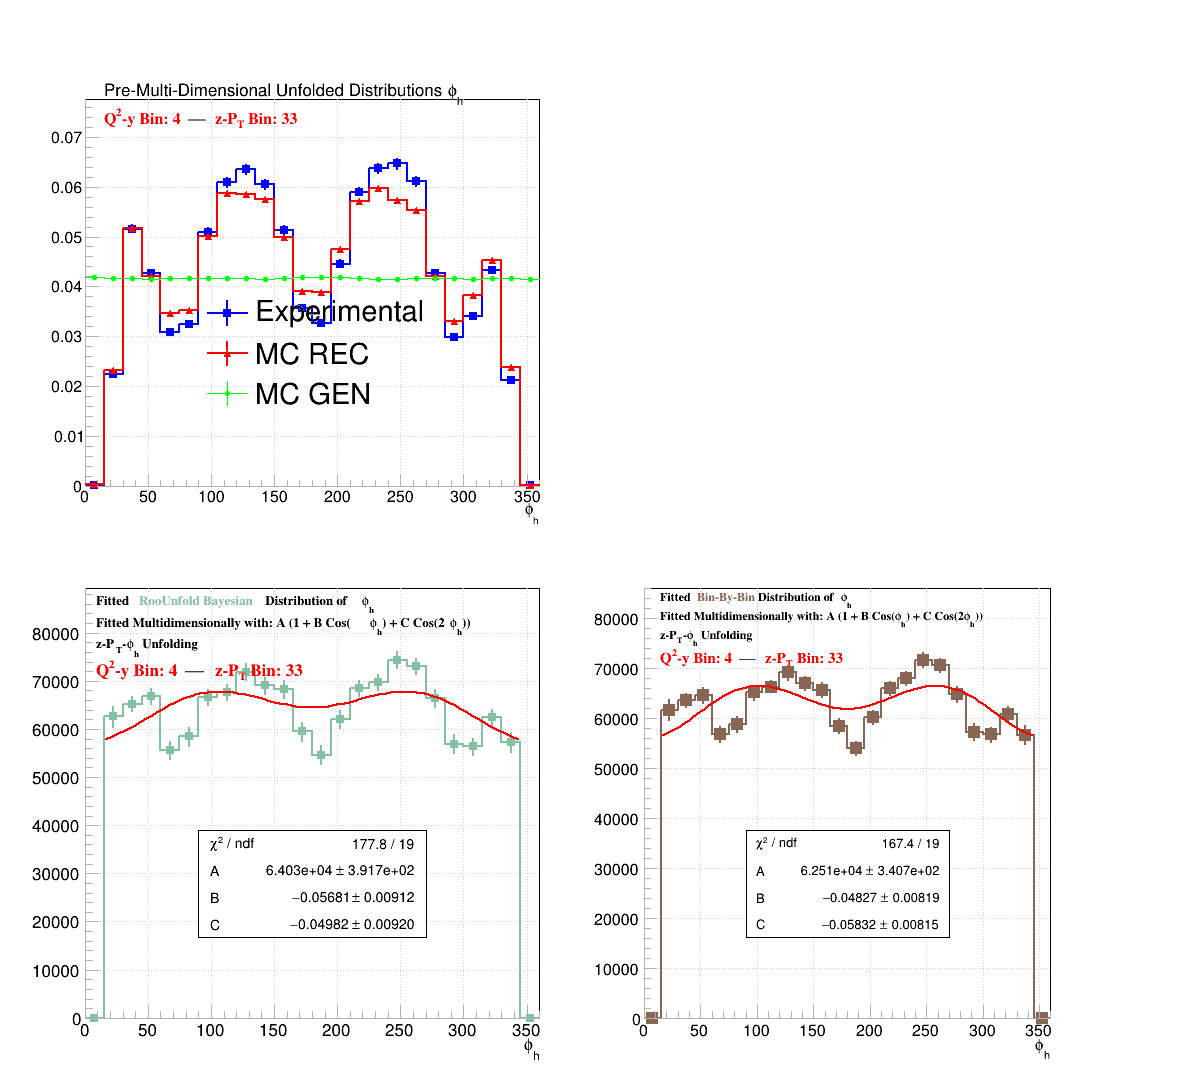 Pre-Multi-Dimensional Unfolded Distributions ϕh
Q²-y Bin: 4 — z-PT Bin: 33
0.07
0.06
0.05
0.04
0.03
0.02
0.01
0
Experimental
MC REC
MC GEN
0 50 100 150 200 250 300 350
ϕh
Fitted RooUnfold Bayesian Distribution of ϕh
Fitted Multidimensionally with: A (1 + B Cos( ϕh) + C Cos(2 ϕh))
z-PT-ϕh Unfolding
Q²-y Bin: 4 — z-PT Bin: 33
80000
70000
60000
50000
40000
30000
20000
10000
0
χ² / ndf 177.8 / 19
A 6.403e+04 ± 3.917e+02
B −0.05681 ± 0.00912
C −0.04982 ± 0.00920
0 50 100 150 200 250 300 350
ϕh
Fitted Bin-By-Bin Distribution of ϕh
Fitted Multidimensionally with: A (1 + B Cos(ϕh) + C Cos(2ϕh))
z-PT-ϕh Unfolding
Q²-y Bin: 4 — z-PT Bin: 33
80000
70000
60000
50000
40000
30000
20000
10000
0
χ² / ndf 167.4 / 19
A 6.251e+04 ± 3.407e+02
B −0.04827 ± 0.00819
C −0.05832 ± 0.00815
0 50 100 150 200 250 300 350
ϕh